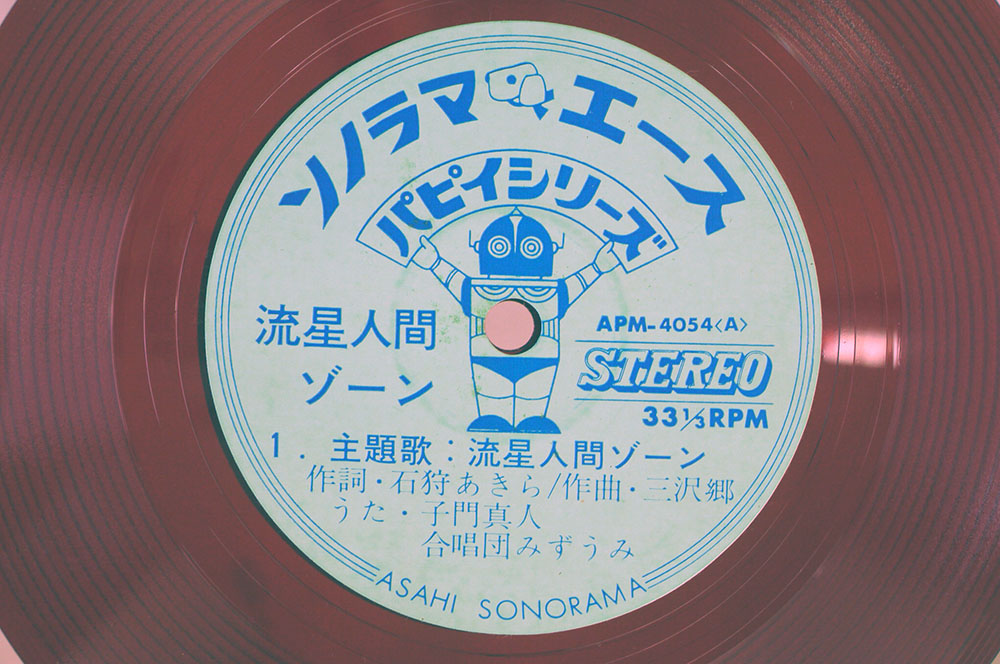 ソノラマエース
パピイシリーズ
流星人間
ゾーン
APM-4054〈A〉
STEREO
33⅓RPM
1. 主題歌:流星人間ゾーン
作詞・石狩あきら/作曲・三沢郷
うた・子門真人
合唱団みずうみ
ASAHI SONORAMA